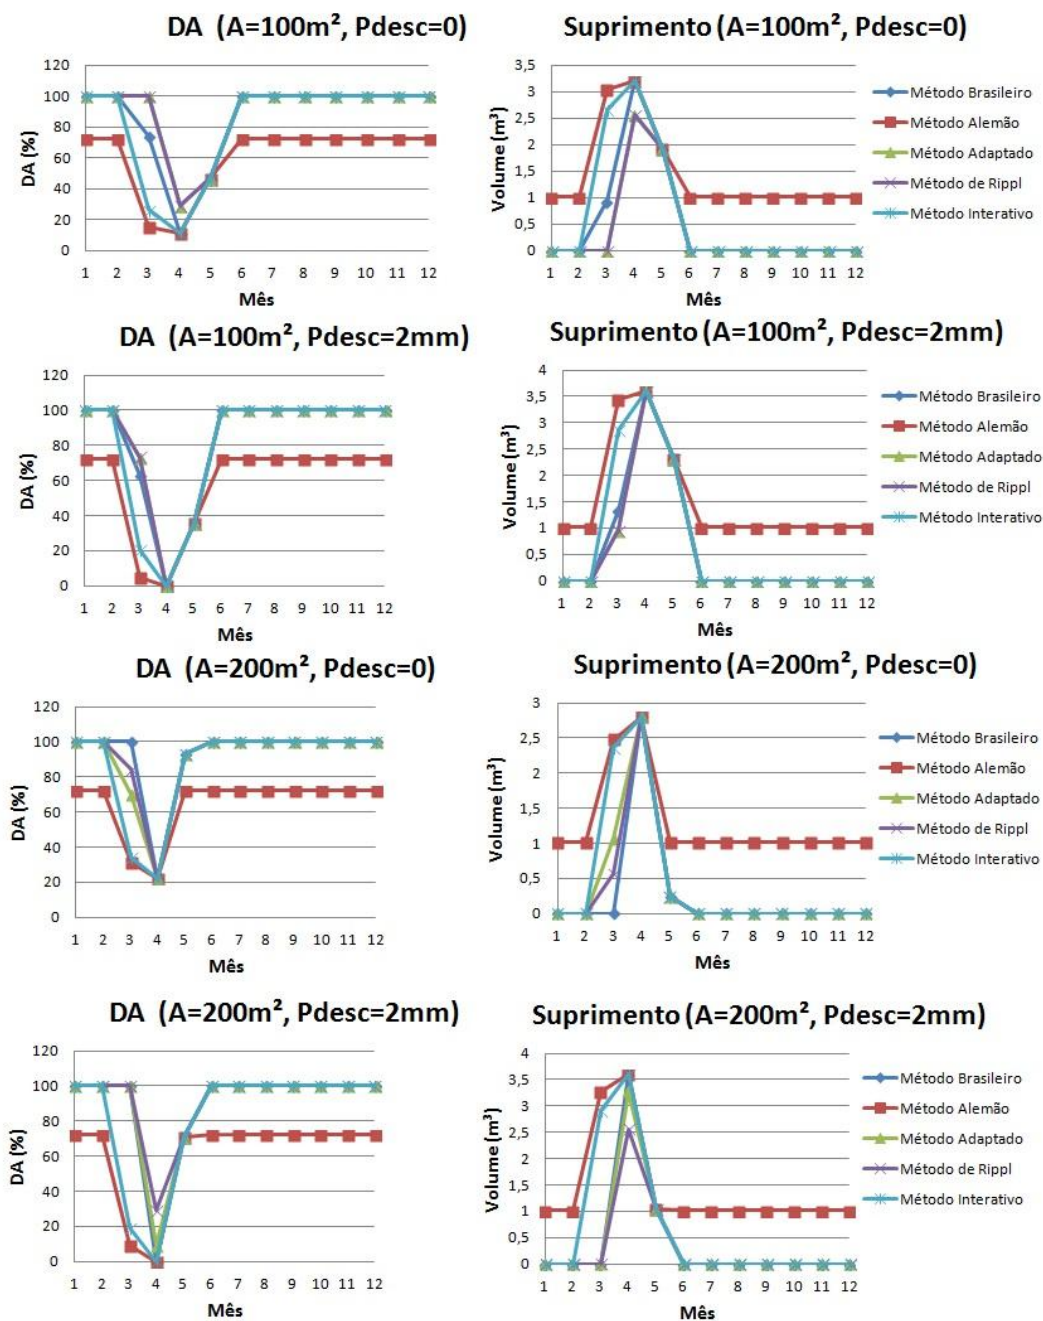 DA (A=100m², Pdesc=0)
120
100
80
60
40
20
0
DA (%)
1 2 3 4 5 6 7 8 9 10 11 12
Mês
Suprimento (A=100m², Pdesc=0)
3,5
3
2,5
2
1,5
1
0,5
0
Volume (m³)
1 2 3 4 5 6 7 8 9 10 11 12
Mês
Método Brasileiro
Método Alemão
Método Adaptado
Método de Rippl
Método Interativo
DA (A=100m², Pdesc=2mm)
120
100
80
60
40
20
0
DA (%)
1 2 3 4 5 6 7 8 9 10 11 12
Mês
Suprimento (A=100m², Pdesc=2mm)
4
3,5
3
2,5
2
1,5
1
0,5
0
Volume (m³)
1 2 3 4 5 6 7 8 9 10 11 12
Mês
Método Brasileiro
Método Alemão
Método Adaptado
Método de Rippl
Método Interativo
DA (A=200m², Pdesc=0)
120
100
80
60
40
20
0
DA (%)
1 2 3 4 5 6 7 8 9 10 11 12
Mês
Suprimento (A=200m², Pdesc=0)
3
2,5
2
1,5
1
0,5
0
Volume (m³)
1 2 3 4 5 6 7 8 9 10 11 12
Mês
Método Brasileiro
Método Alemão
Método Adaptado
Método de Rippl
Método Interativo
DA (A=200m², Pdesc=2mm)
120
100
80
60
40
20
0
DA (%)
1 2 3 4 5 6 7 8 9 10 11 12
Mês
Suprimento (A=200m², Pdesc=2mm)
4
3,5
3
2,5
2
1,5
1
0,5
0
Volume (m³)
1 2 3 4 5 6 7 8 9 10 11 12
Mês
Método Brasileiro
Método Alemão
Método Adaptado
Método de Rippl
Método Interativo